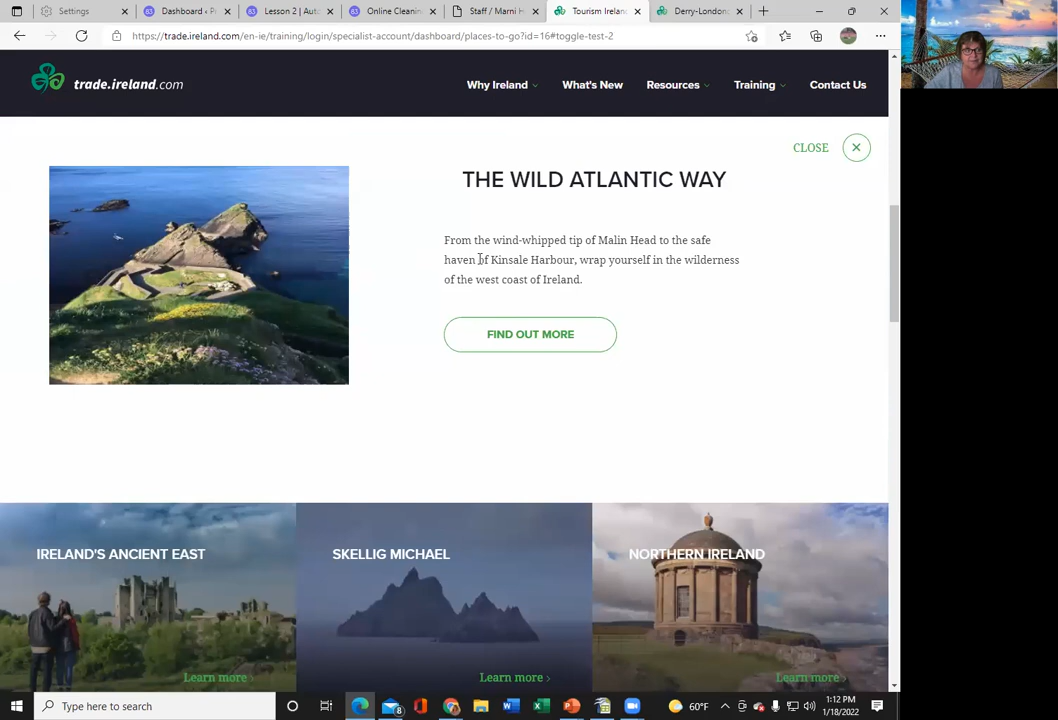 Settings
Dashboard ‹ P
Lesson 2 | Auto
Online Cleanin
Staff / Marni H
Tourism Ireland
Derry-London
https://trade.ireland.com/en-ie/training/login/specialist-account/dashboard/places-to-go?id=16#toggle-test-2
trade.ireland.com
Why Ireland
What's New
Resources
Training
Contact Us
CLOSE
THE WILD ATLANTIC WAY
From the wind-whipped tip of Malin Head to the safe
haven of Kinsale Harbour, wrap yourself in the wilderness
of the west coast of Ireland.
FIND OUT MORE
IRELAND'S ANCIENT EAST
SKELLIG MICHAEL
NORTHERN IRELAND
Learn more
Learn more
Learn more
Type here to search
8
60°F
1:12 PM
1/18/2022